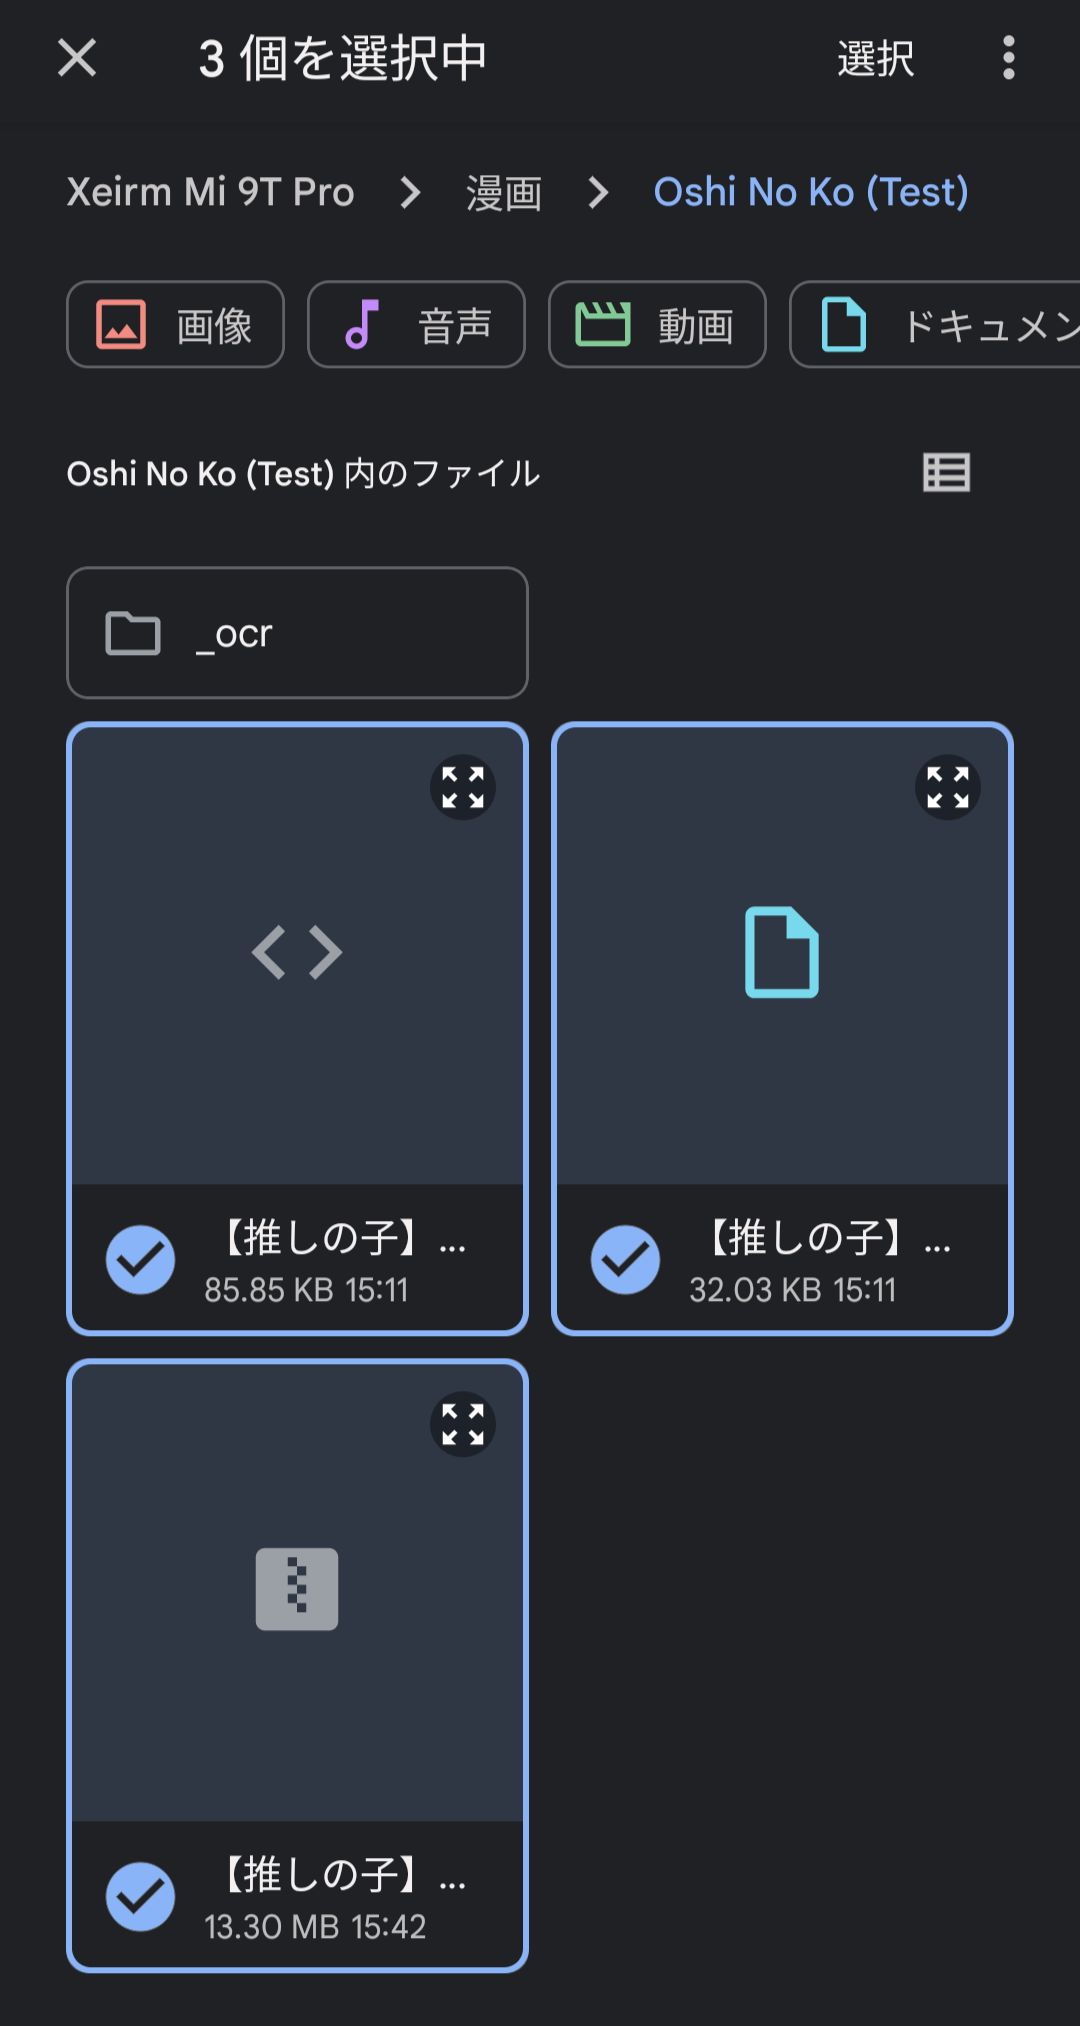 3 個を選択中
選択
Xeirm Mi 9T Pro > 漫画 > Oshi No Ko (Test)
画像
音声
動画
ドキュメン
Oshi No Ko (Test) 内のファイル
_ocr
【推しの子】...
85.85 KB 15:11
【推しの子】...
32.03 KB 15:11
【推しの子】...
13.30 MB 15:42